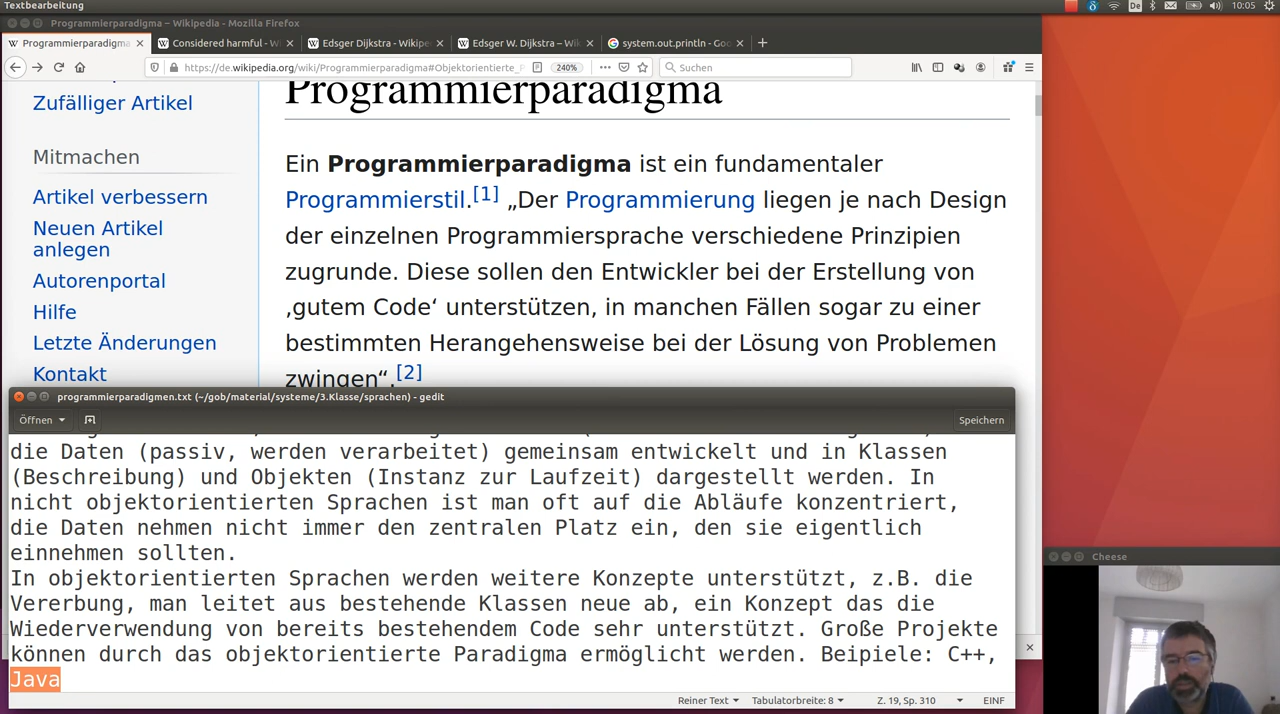 Textbearbeitung
De
10:05
Programmierparadigma – Wikipedia - Mozilla Firefox
Programmierparadigma
Considered harmful - W
Edsger Dijkstra - Wikipe
Edsger W. Dijkstra – Wi
system.out.println - Goo
https://de.wikipedia.org/wiki/Programmierparadigma#Objektorientierte_P
240%
Suchen
Zufälliger Artikel
Mitmachen
Artikel verbessern
Neuen Artikel
anlegen
Autorenportal
Hilfe
Letzte Änderungen
Kontakt
Programmierparadigma
Ein Programmierparadigma ist ein fundamentaler
Programmierstil.[1] „Der Programmierung liegen je nach Design
der einzelnen Programmiersprache verschiedene Prinzipien
zugrunde. Diese sollen den Entwickler bei der Erstellung von
‚gutem Code‘ unterstützen, in manchen Fällen sogar zu einer
bestimmten Herangehensweise bei der Lösung von Problemen
zwingen“.[2]
programmierparadigmen.txt (~/gob/material/systeme/3.Klasse/sprachen) - gedit
Öffnen
Speichern
die Daten (passiv, werden verarbeitet) gemeinsam entwickelt und in Klassen
(Beschreibung) und Objekten (Instanz zur Laufzeit) dargestellt werden. In
nicht objektorientierten Sprachen ist man oft auf die Abläufe konzentriert,
die Daten nehmen nicht immer den zentralen Platz ein, den sie eigentlich
einnehmen sollten.
In objektorientierten Sprachen werden weitere Konzepte unterstützt, z.B. die
Vererbung, man leitet aus bestehende Klassen neue ab, ein Konzept das die
Wiederverwendung von bereits bestehendem Code sehr unterstützt. Große Projekte
können durch das objektorientierte Paradigma ermöglicht werden. Beipiele: C++,
Java
Reiner Text
Tabulatorbreite: 8
Z. 19, Sp. 310
EINF
Cheese